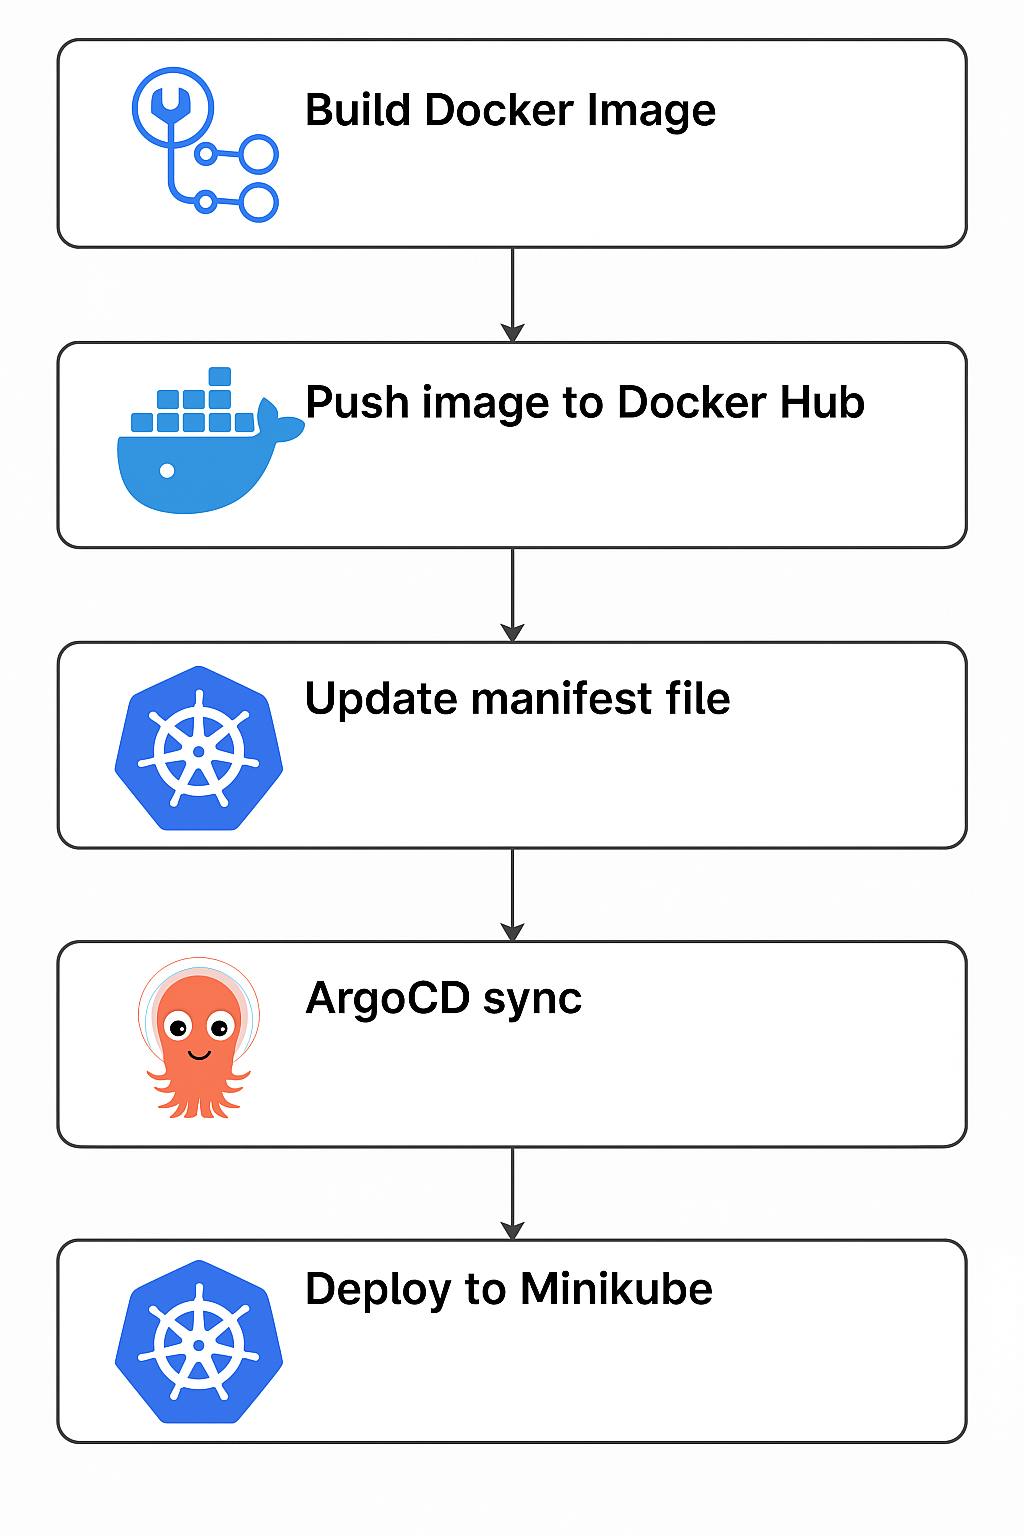 Build Docker Image
Push image to Docker Hub
Update manifest file
ArgoCD sync
Deploy to Minikube